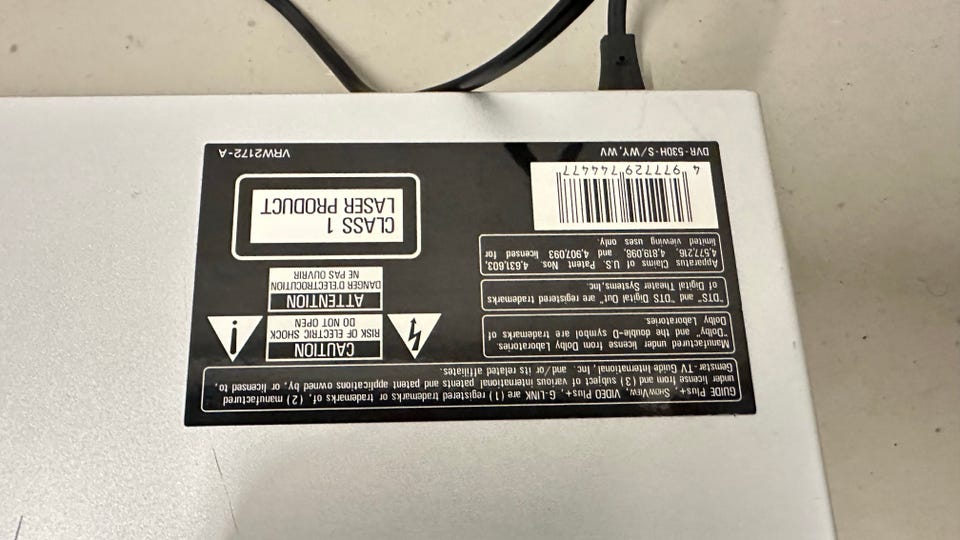 GUIDE Plus+, SHOWVIEW, VIDEO Plus+, G-LINK are (1) registered trademarks or trademarks of, (2) manufactured
under license from and (3) subject of various international patents and patent applications owned by, or licensed to,
Gemstar-TV Guide International, Inc. and/or its related affiliates.
Manufactured under license from Dolby Laboratories.
"Dolby" and the double-D symbol are trademarks of
Dolby Laboratories.
"DTS" and "DTS Digital Out" are registered trademarks
of Digital Theater Systems,Inc.
Apparatus Claims of U.S. Patent Nos. 4,631,603,
4,577,216, 4,819,098, and 4,907,093 licensed for
limited viewing uses only.
CAUTION
RISK OF ELECTRIC SHOCK
DO NOT OPEN
ATTENTION
DANGER D'ELECTROCUTION
NE PAS OUVRIR
CLASS 1
LASER PRODUCT
4 977729 744477
DVR-530H-S/WY,WV
VRW2172-A